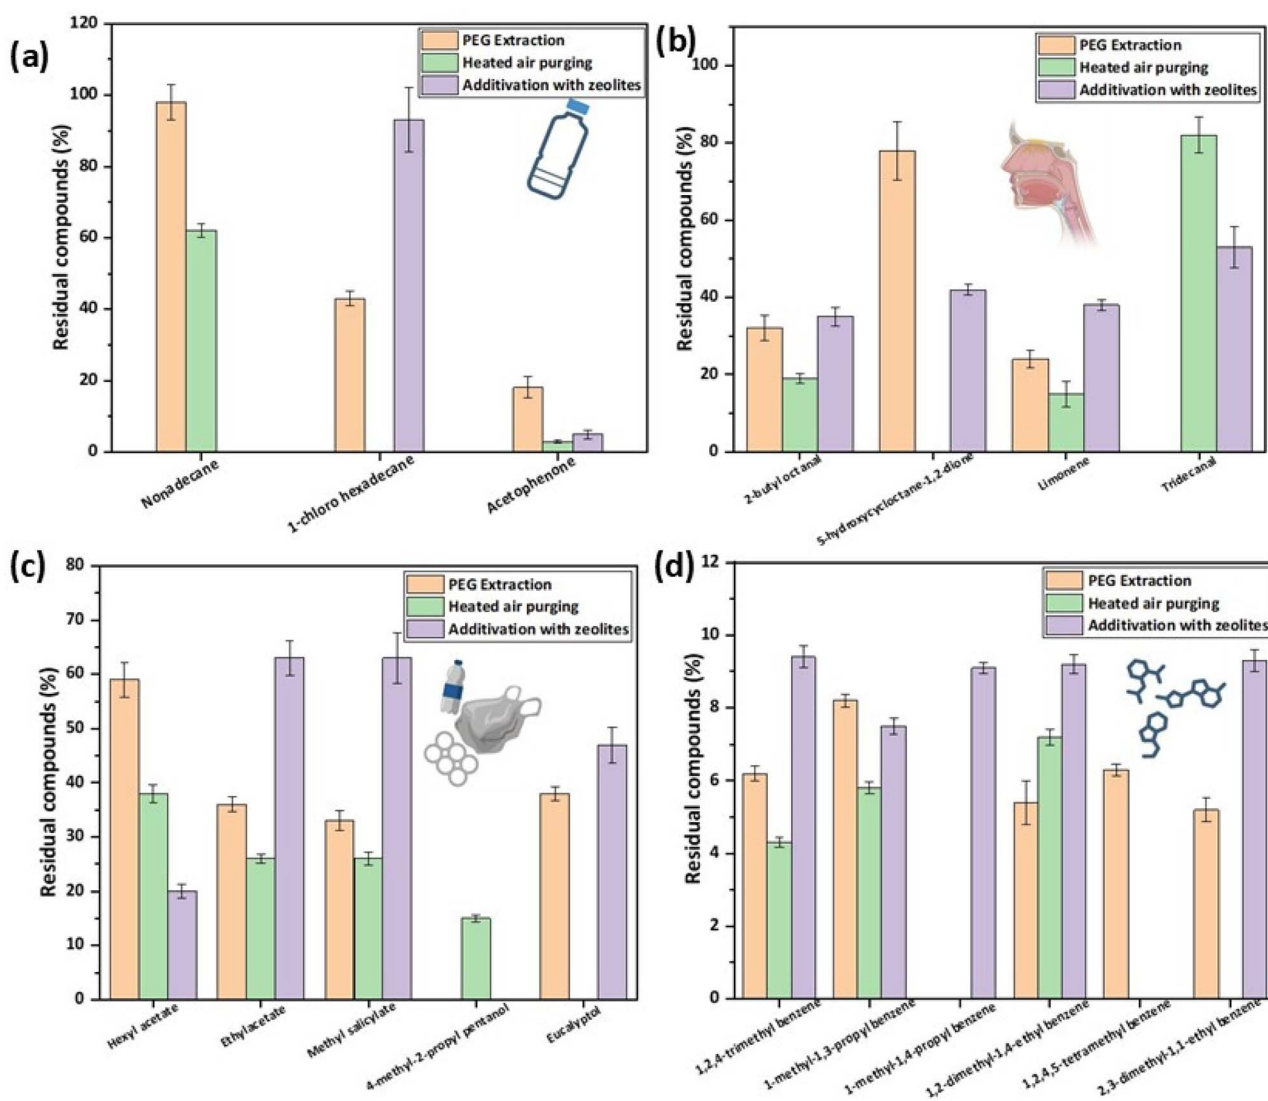 (a)
Residual compounds (%)
120
100
80
60
40
20
0
PEG Extraction
Heated air purging
Additivation with zeolites
Nonadecane
1-chloro hexadecane
Acetophenone
(b)
Residual compounds (%)
100
80
60
40
20
0
PEG Extraction
Heated air purging
Additivation with zeolites
2-butyl octanal
5-hydroxycycloctane-1,2-dione
Limonene
Tridecanal
(c)
Residual compounds (%)
80
70
60
50
40
30
20
10
0
PEG Extraction
Heated air purging
Additivation with zeolites
Hexyl acetate
Ethylacetate
Methyl salicylate
4-methyl-2-propyl pentanol
Eucalyptol
(d)
Residual compounds (%)
12
10
8
6
4
2
0
PEG Extraction
Heated air purging
Additivation with zeolites
1,2,4-trimethyl benzene
1-methyl-1,3-propyl benzene
1-methyl-1,4-propyl benzene
1,2-dimethyl-1,4-ethyl benzene
1,2,4,5-tetramethyl benzene
2,3-dimethyl-1,1-ethyl benzene